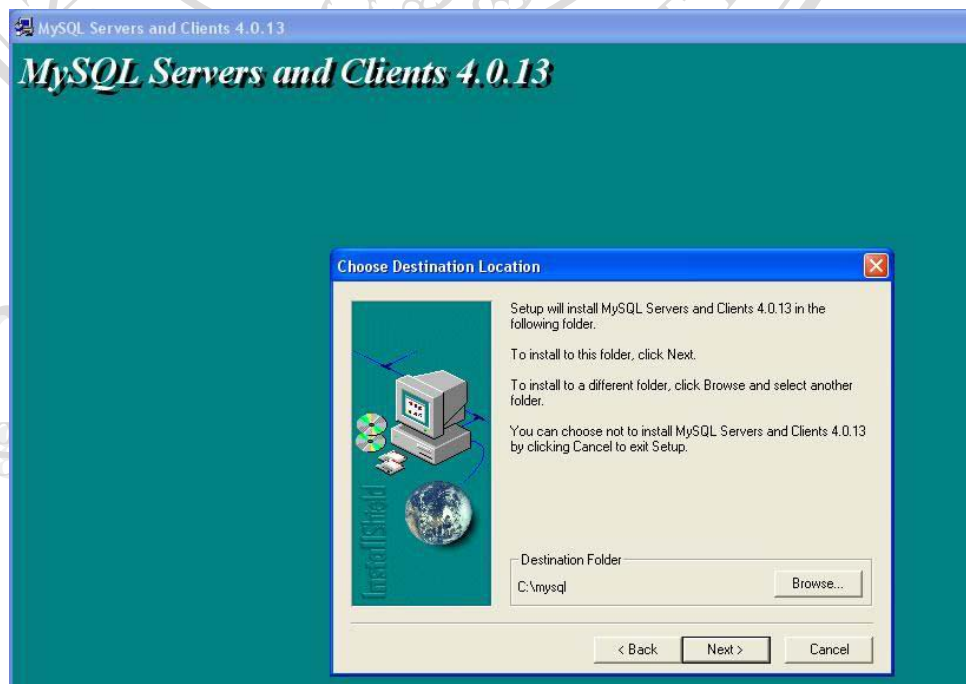 MySQL Servers and Clients 4.0.13
MySQL Servers and Clients 4.0.13
Choose Destination Location
Setup will install MySQL Servers and Clients 4.0.13 in the
following folder.
To install to this folder, click Next.
To install to a different folder, click Browse and select another
folder.
You can choose not to install MySQL Servers and Clients 4.0.13
by clicking Cancel to exit Setup.
InstallShield
Destination Folder
C:\mysql
Browse...
< Back
Next >
Cancel